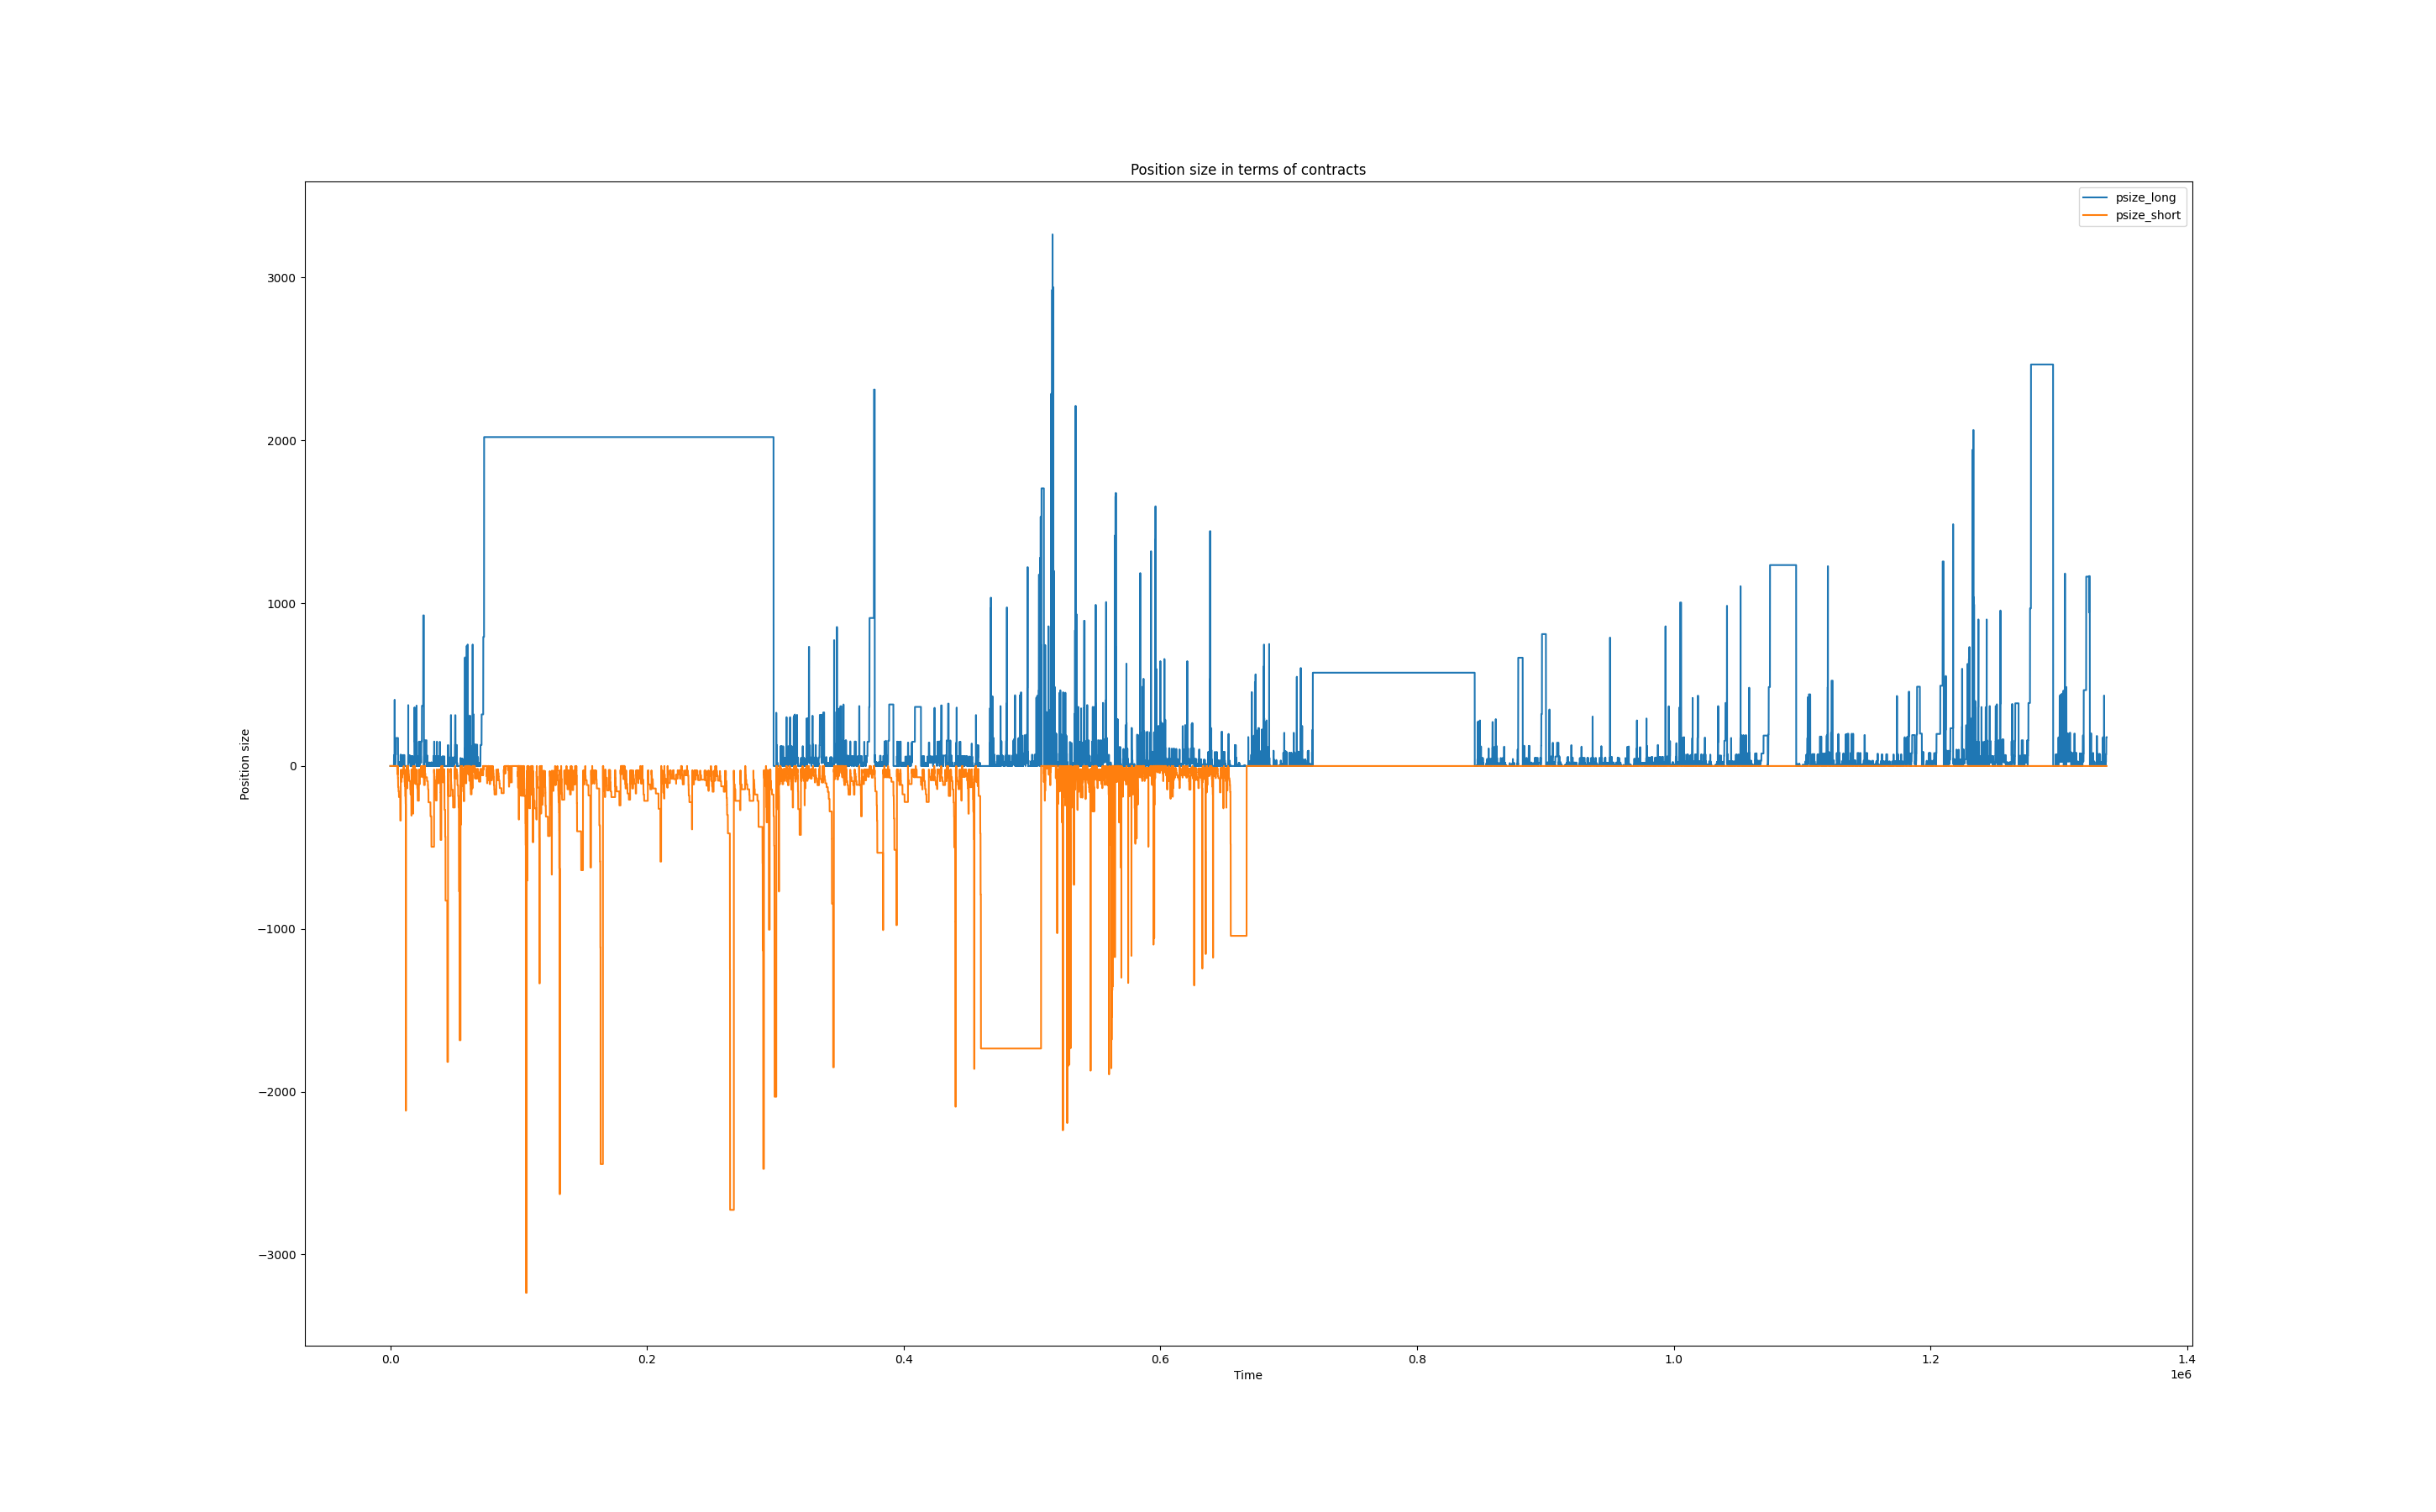 Position size in terms of contracts
psize_long
psize_short
3000
2000
1000
0
−1000
−2000
−3000
Position size
0.0
0.2
0.4
0.6
0.8
1.0
1.2
1.4
Time
1e6